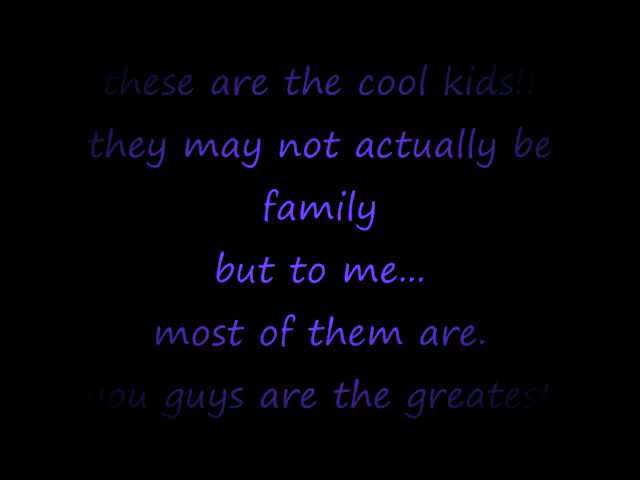 these are the cool kids!!
they may not actually be
family
but to me...
most of them are.
you guys are the greatest